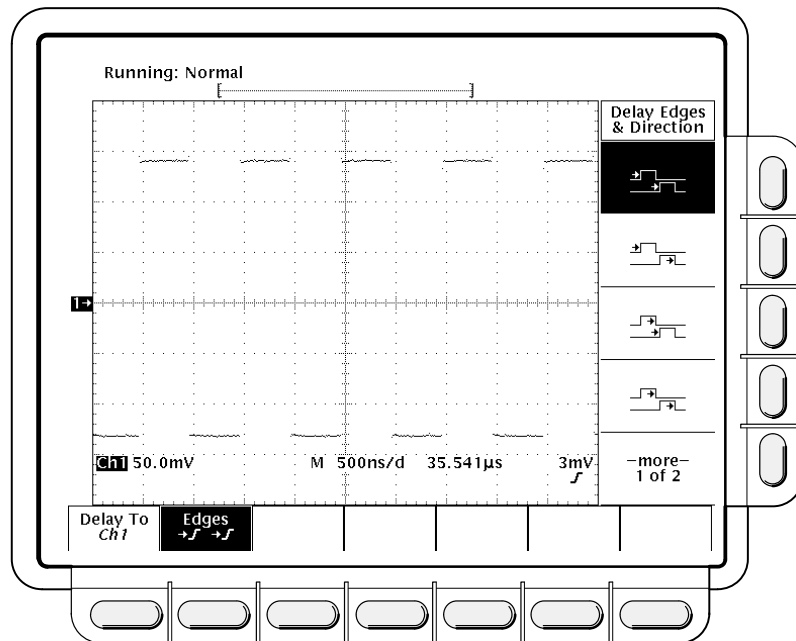 Running: Normal
Delay Edges
& Direction
1
Ch1 50.0mV M 500ns/d 35.541µs 3mV
–more–
1 of 2
Delay To
Ch1
Edges